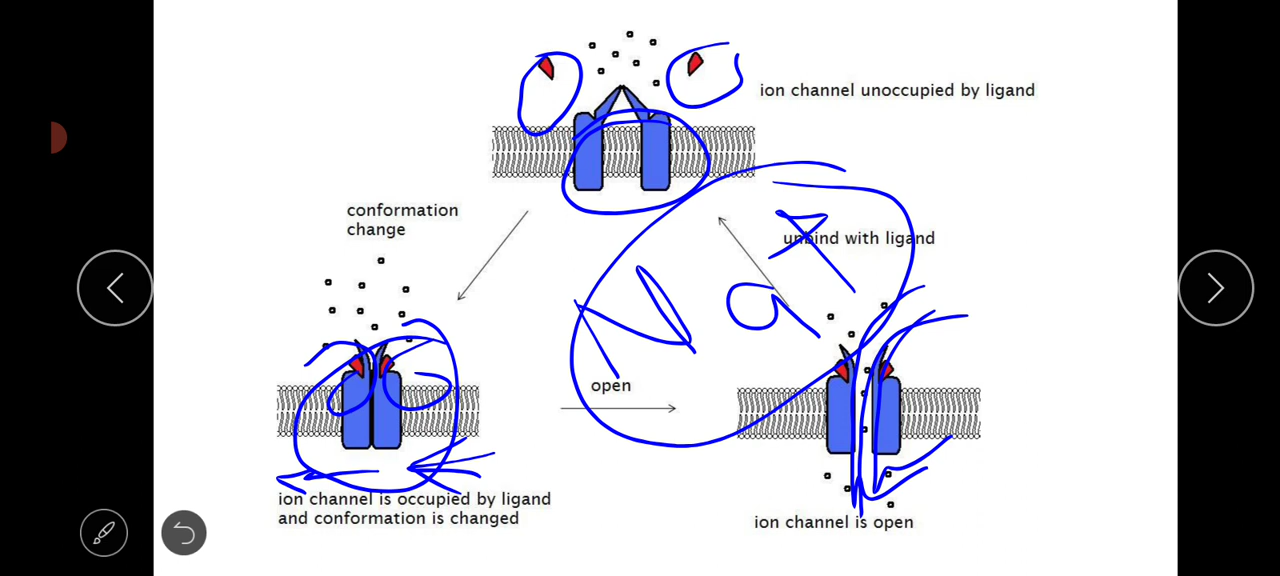 ion channel unoccupied by ligand
conformation
change
unbind with ligand
Na+
open
ion channel is occupied by ligand
and conformation is changed
ion channel is open